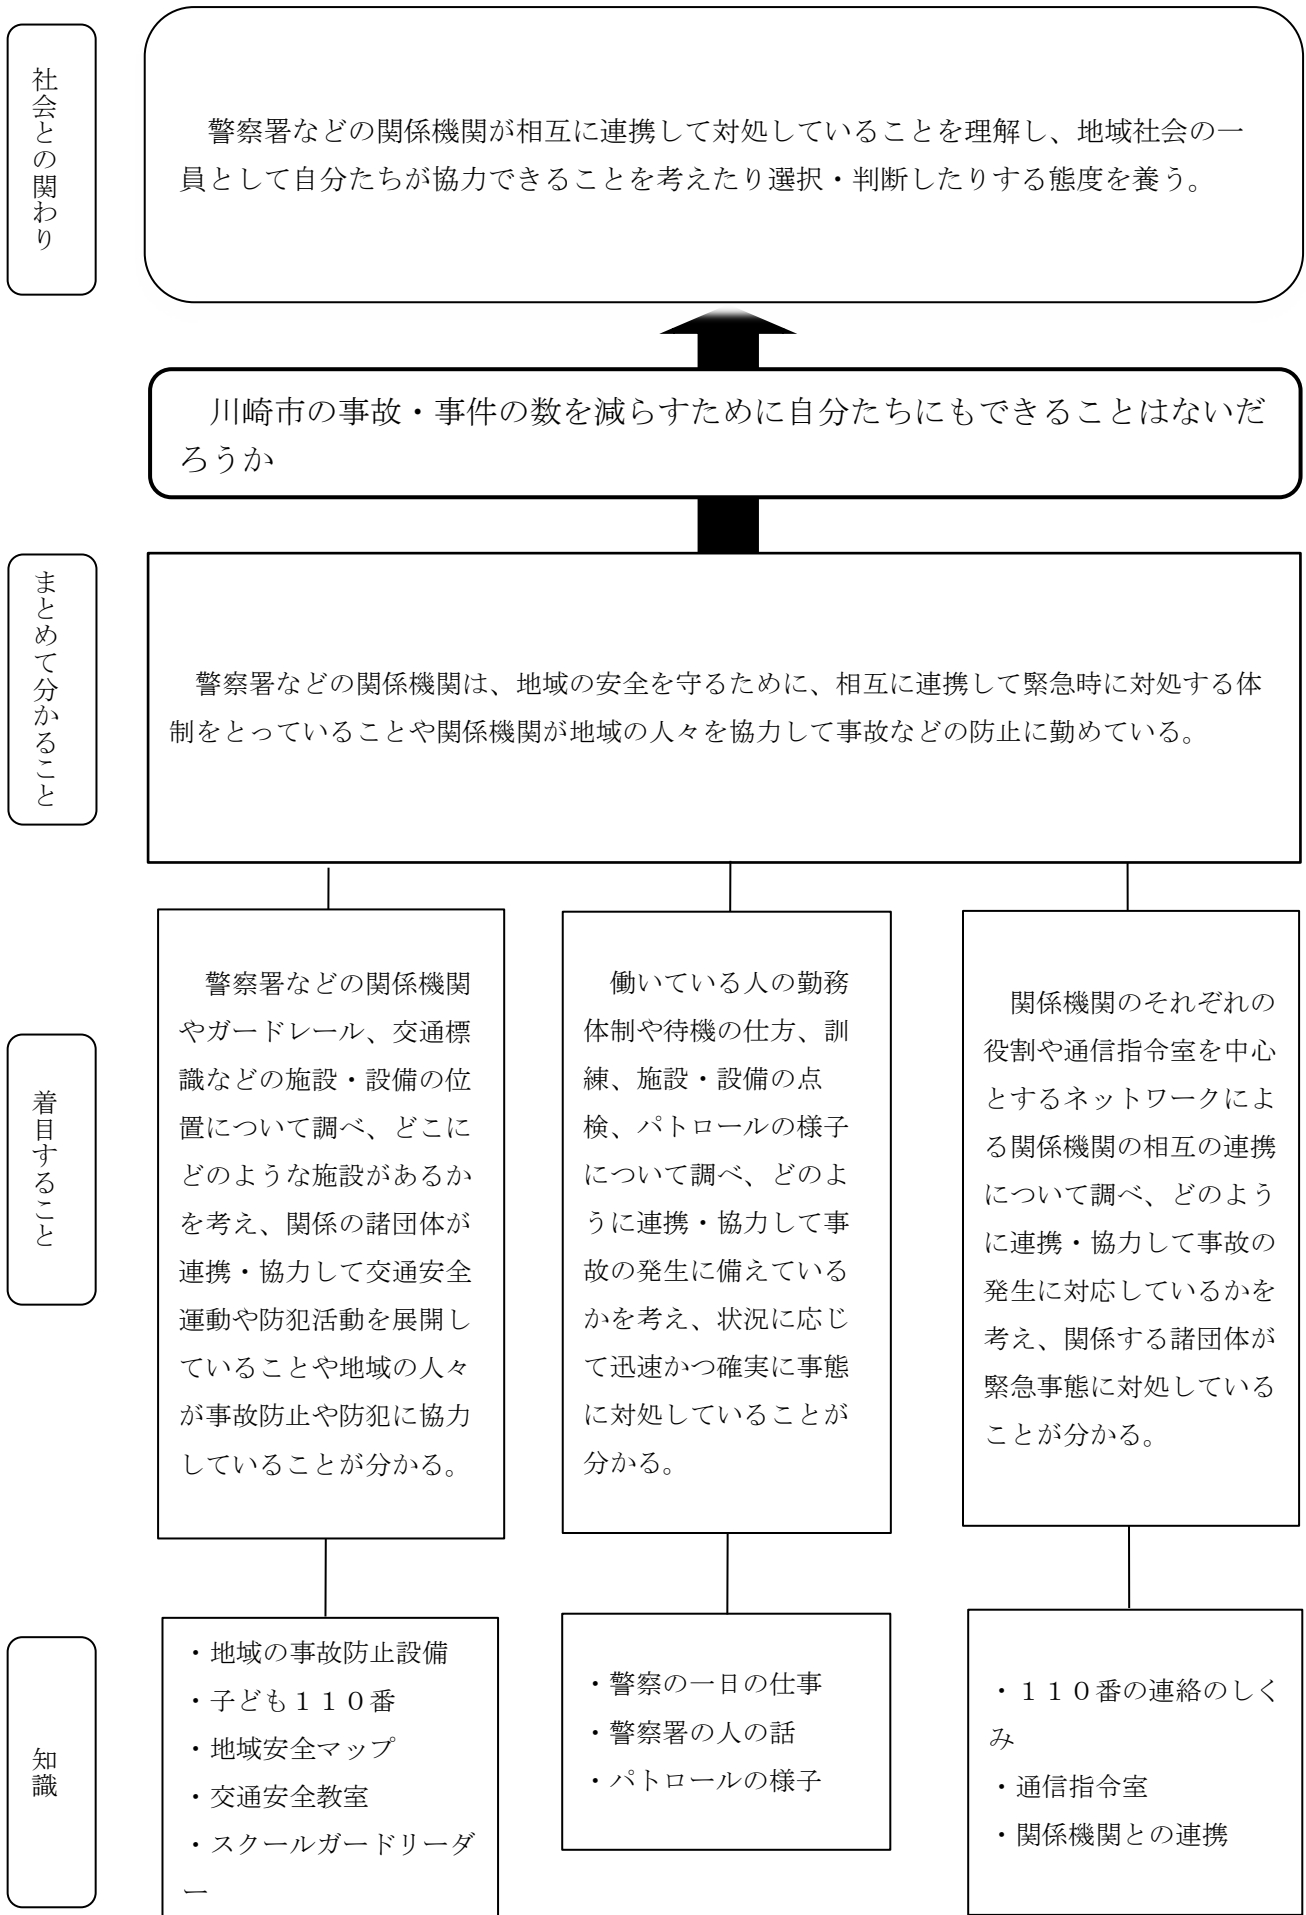 社会との関わり
　警察署などの関係機関が相互に連携して対処していることを理解し、地域社会の一
員として自分たちが協力できることを考えたり選択・判断したりする態度を養う。
　川崎市の事故・事件の数を減らすために自分たちにもできることはないだ
ろうか
まとめて分かること
　警察署などの関係機関は、地域の安全を守るために、相互に連携して緊急時に対処する体
制をとっていることや関係機関が地域の人々を協力して事故などの防止に勤めている。
着目すること
　警察署などの関係機関
やガードレール、交通標
識などの施設・設備の位
置について調べ、どこに
どのような施設があるか
を考え、関係の諸団体が
連携・協力して交通安全
運動や防犯活動を展開し
ていることや地域の人々
が事故防止や防犯に協力
していることが分かる。
　働いている人の勤務
体制や待機の仕方、訓
練、施設・設備の点
検、パトロールの様子
について調べ、どのよ
うに連携・協力して事
故の発生に備えている
かを考え、状況に応じ
て迅速かつ確実に事態
に対処していることが
分かる。
　関係機関のそれぞれの
役割や通信指令室を中心
とするネットワークによ
る関係機関の相互の連携
について調べ、どのよう
に連携・協力して事故の
発生に対応しているかを
考え、関係する諸団体が
緊急事態に対処している
ことが分かる。
知識
・地域の事故防止設備
・子ども１１０番
・地域安全マップ
・交通安全教室
・スクールガードリーダ
ー
・警察の一日の仕事
・警察署の人の話
・パトロールの様子
・１１０番の連絡のしく
み
・通信指令室
・関係機関との連携